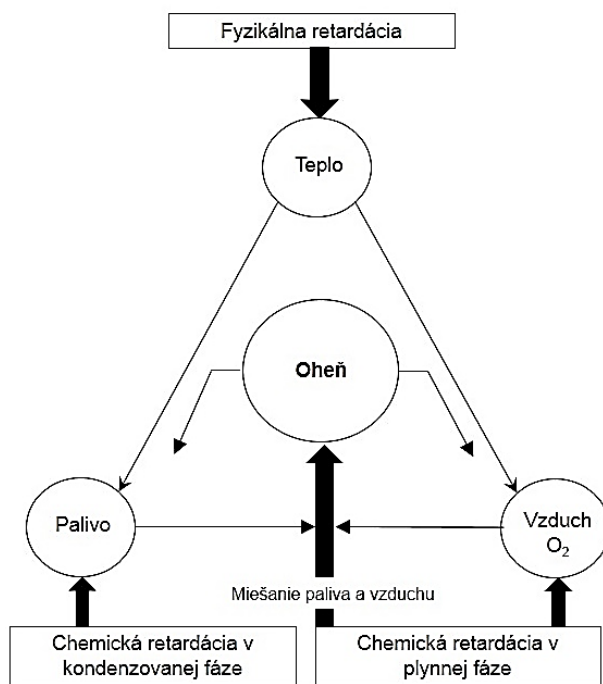 Fyzikálna retardácia
Teplo
Oheň
Palivo
Vzduch
O₂
Miešanie paliva a vzduchu
Chemická retardácia v
kondenzovanej fáze
Chemická retardácia v
plynnej fáze